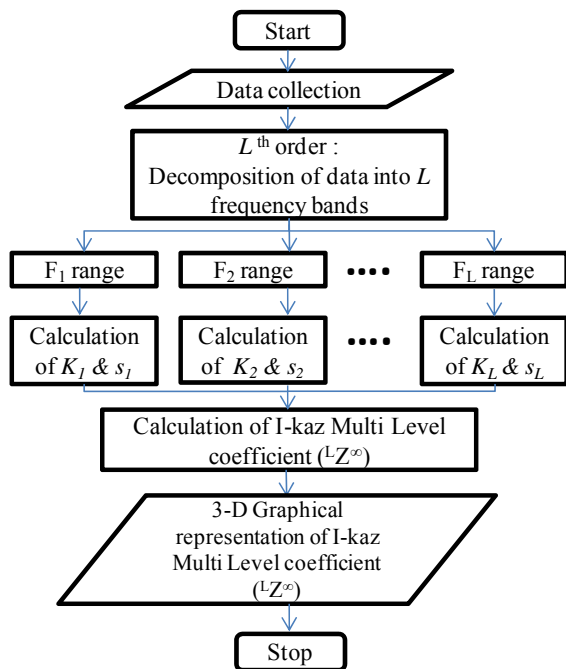 Start
Data collection
L th order :
Decomposition of data into L
frequency bands
F1 range
F2 range
....
FL range
Calculation
of K1 & s1
Calculation
of K2 & s2
....
Calculation
of KL & sL
Calculation of I-kaz Multi Level
coefficient (ᴸZ∞)
3-D Graphical
representation of I-kaz
Multi Level coefficient
(ᴸZ∞)
Stop